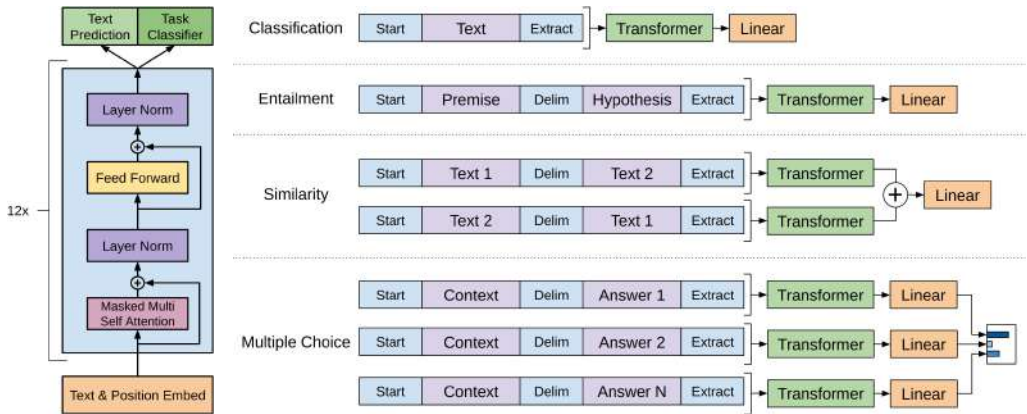 Text
Prediction
Task
Classifier
12x
Layer Norm
Feed Forward
Layer Norm
Masked Multi
Self Attention
Text & Position Embed
Classification Start Text Extract Transformer Linear
Entailment Start Premise Delim Hypothesis Extract Transformer Linear
Similarity
Start Text 1 Delim Text 2 Extract Transformer
Start Text 2 Delim Text 1 Extract Transformer
Linear
Multiple Choice
Start Context Delim Answer 1 Extract Transformer Linear
Start Context Delim Answer 2 Extract Transformer Linear
Start Context Delim Answer N Extract Transformer Linear